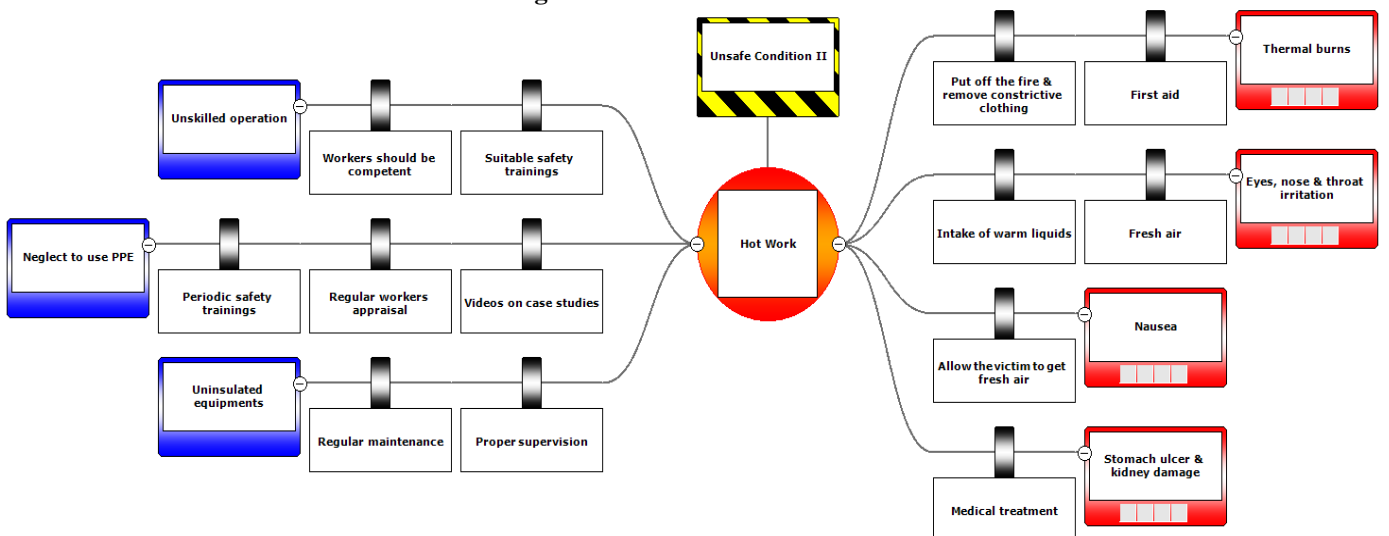 g
Unsafe Condition II
Hot Work
Unskilled operation
Workers should be
competent
Suitable safety
trainings
Neglect to use PPE
Periodic safety
trainings
Regular workers
appraisal
Videos on case studies
Uninsulated
equipments
Regular maintenance
Proper supervision
Put off the fire &
remove constrictive
clothing
First aid
Thermal burns
Intake of warm liquids
Fresh air
Eyes, nose & throat
irritation
Allow the victim to get
fresh air
Nausea
Medical treatment
Stomach ulcer &
kidney damage